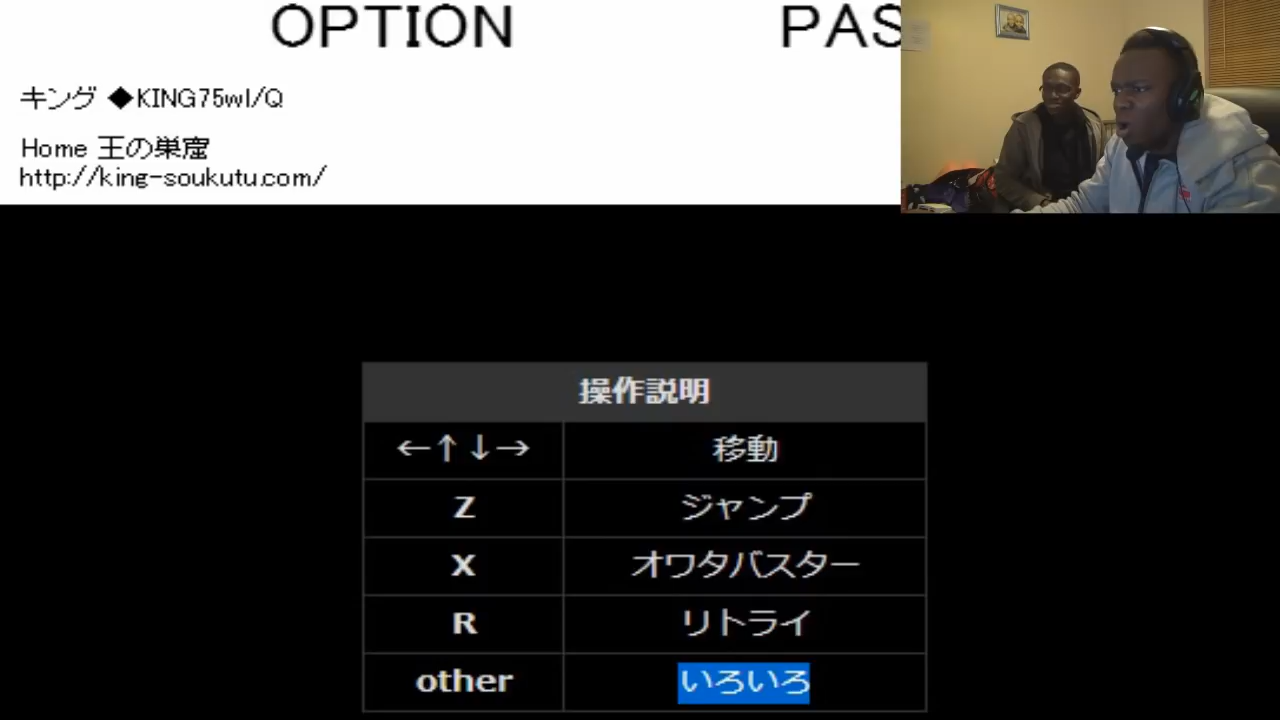 OPTION PAS
キング ◆KING75wI/Q
Home 王の巣窟
http://king-soukutu.com/
操作説明
←↑↓→ 移動
Z ジャンプ
X オワタバスター
R リトライ
other いろいろ